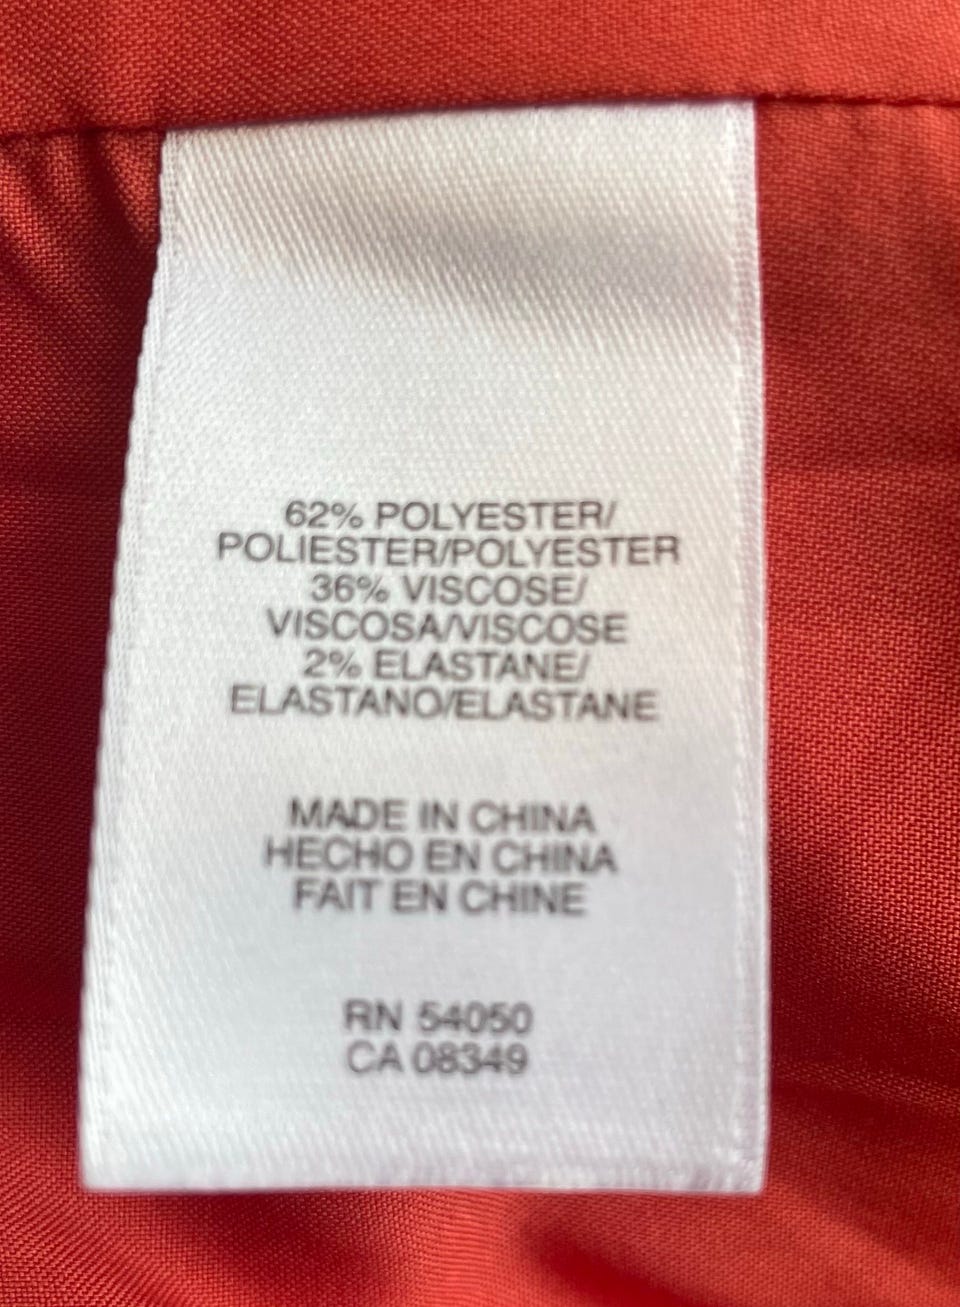 62% POLYESTER/
POLIESTER/POLYESTER
36% VISCOSE/
VISCOSA/VISCOSE
2% ELASTANE/
ELASTANO/ELASTANE
MADE IN CHINA
HECHO EN CHINA
FAIT EN CHINE
RN 54050
CA 08349